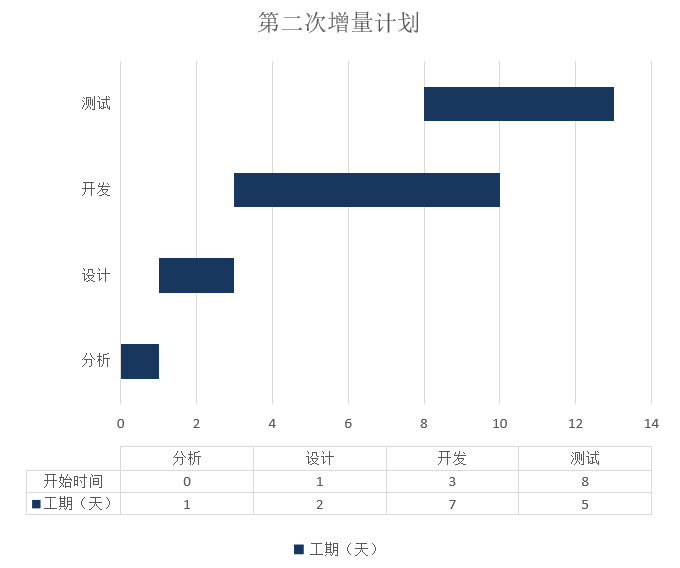 第二次增量计划
测试
开发
设计
分析
0 2 4 6 8 10 12 14
分析 设计 开发 测试
开始时间 0 1 3 8
工期（天） 1 2 7 5
工期（天）